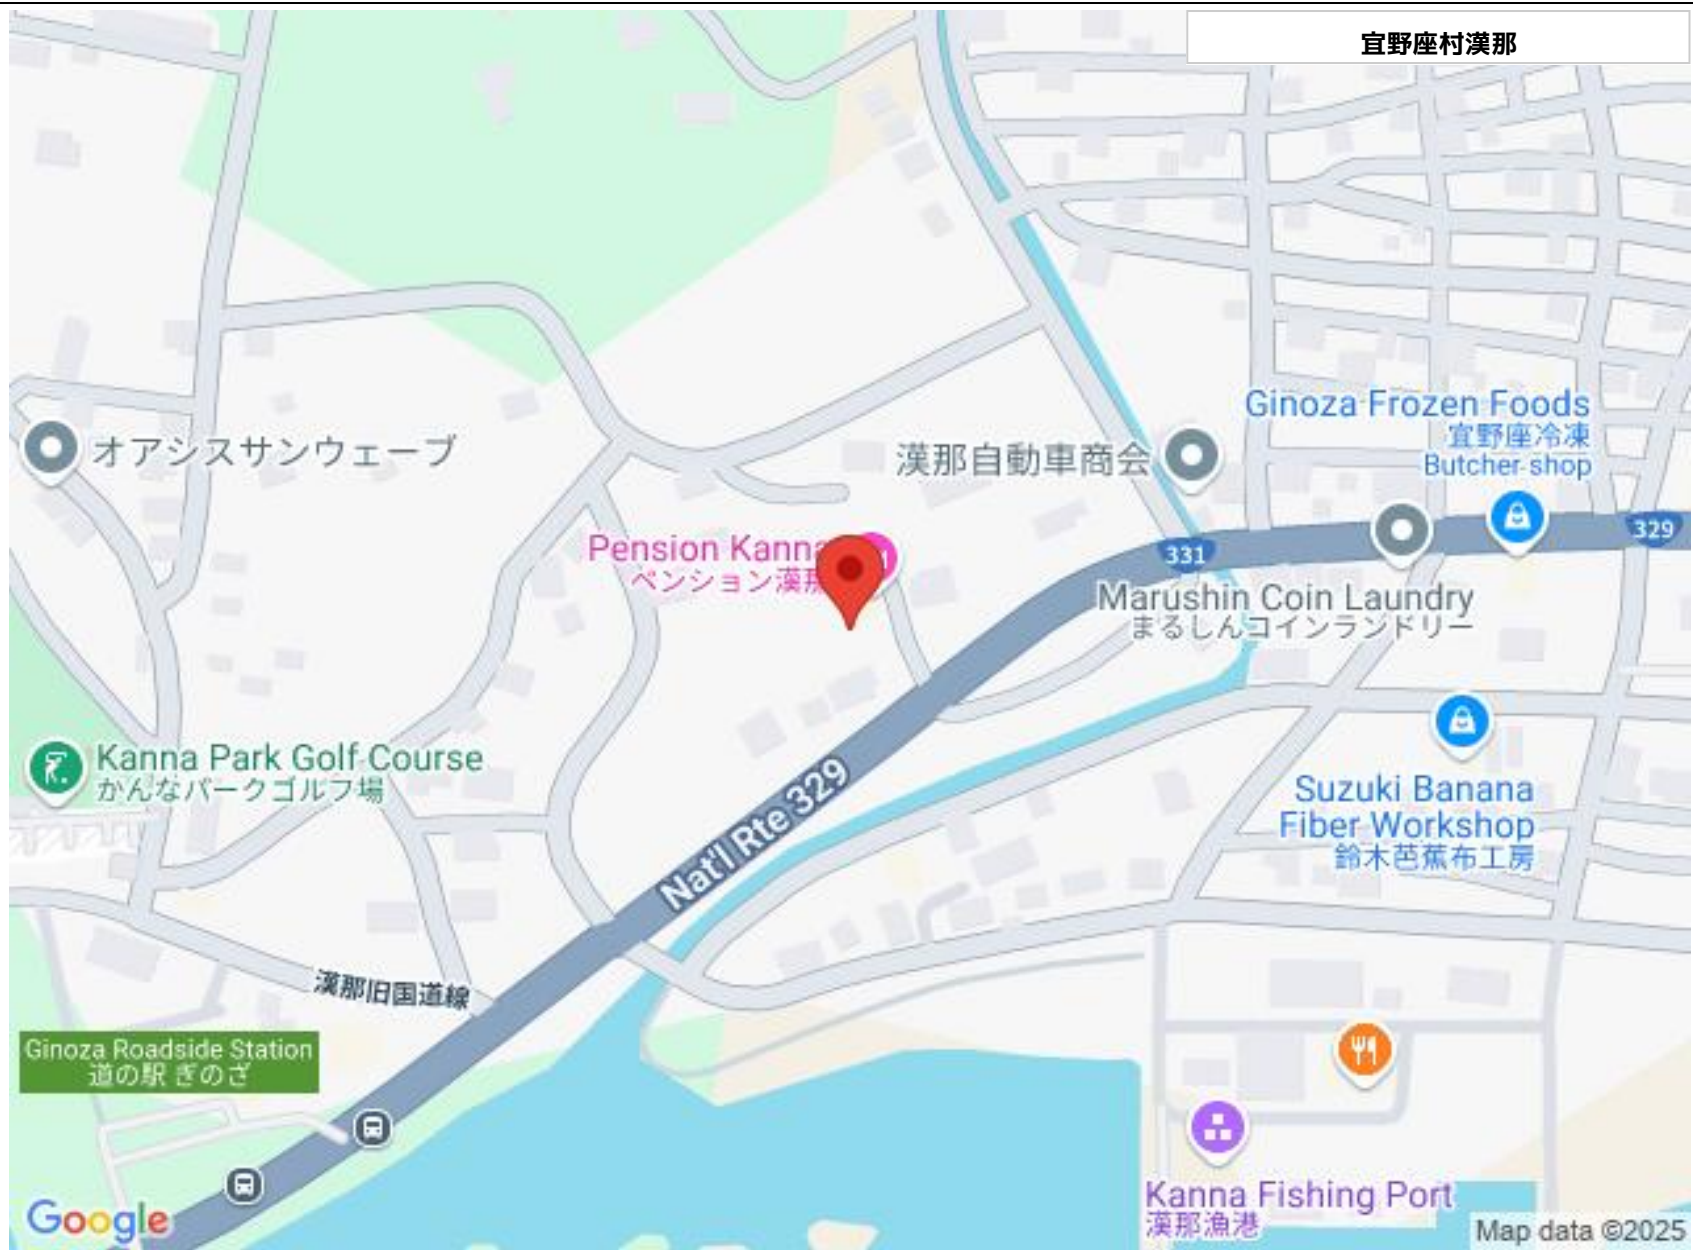 宜野座村漢那
Ginoza Frozen Foods
宜野座冷凍
Butcher shop
オアシスサンウェーブ
漢那自動車商会
329
331
Pension Kanna
ペンション漢那
Marushin Coin Laundry
まるしんコインランドリー
Kanna Park Golf Course
かんなパークゴルフ場
Nat'l Rte 329
Suzuki Banana
Fiber Workshop
鈴木芭蕉布工房
漢那旧国道線
Ginoza Roadside Station
道の駅 ぎのざ
Kanna Fishing Port
漢那漁港
Google
Map data ©2025